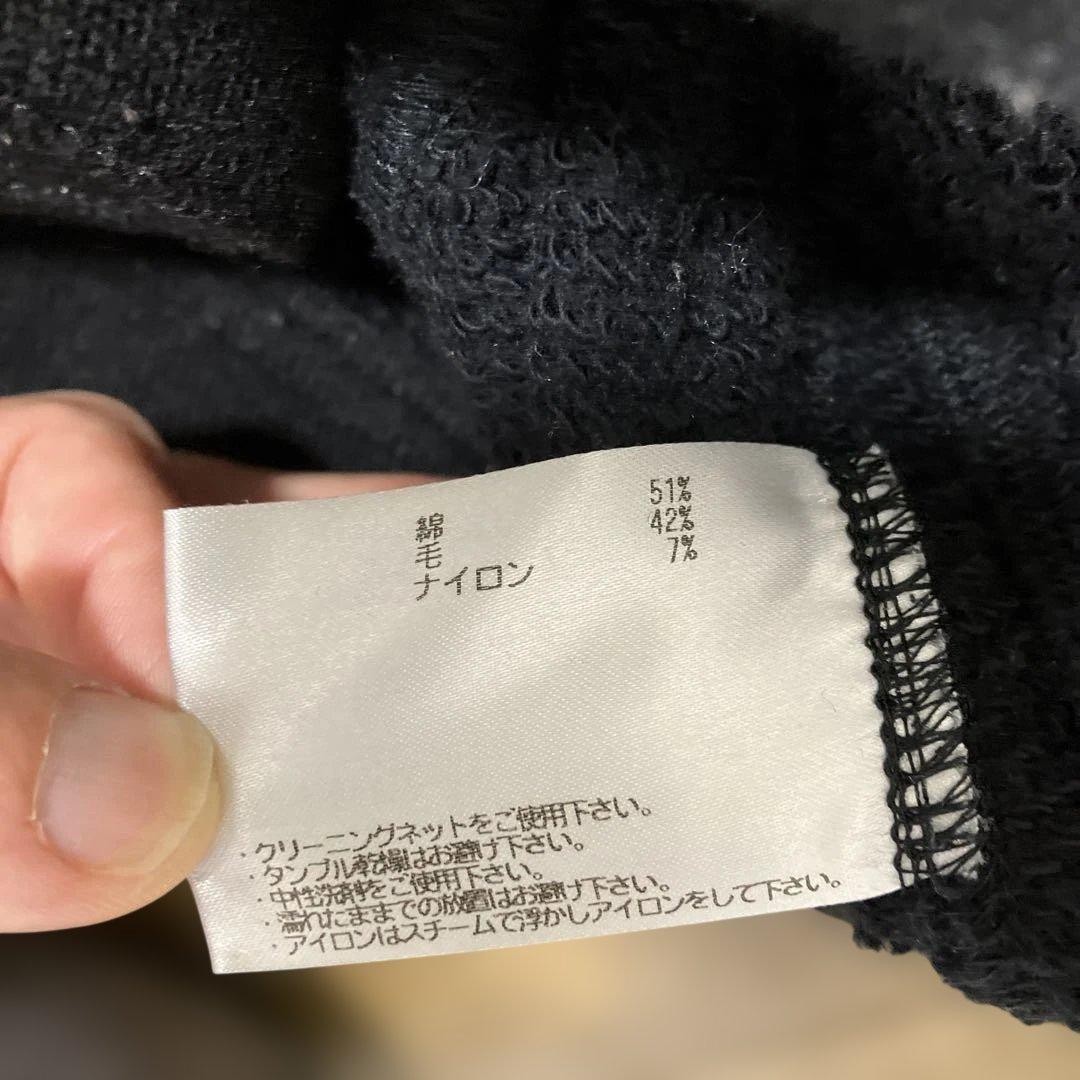 綿 51%
毛 42%
ナイロン 7%
・クリーニングネットをご使用下さい。
・タンブル乾燥はお避け下さい。
・中性洗剤をご使用下さい。
・濡れたままでの放置はお避け下さい。
・アイロンはスチームで浮かしアイロンをして下さい。